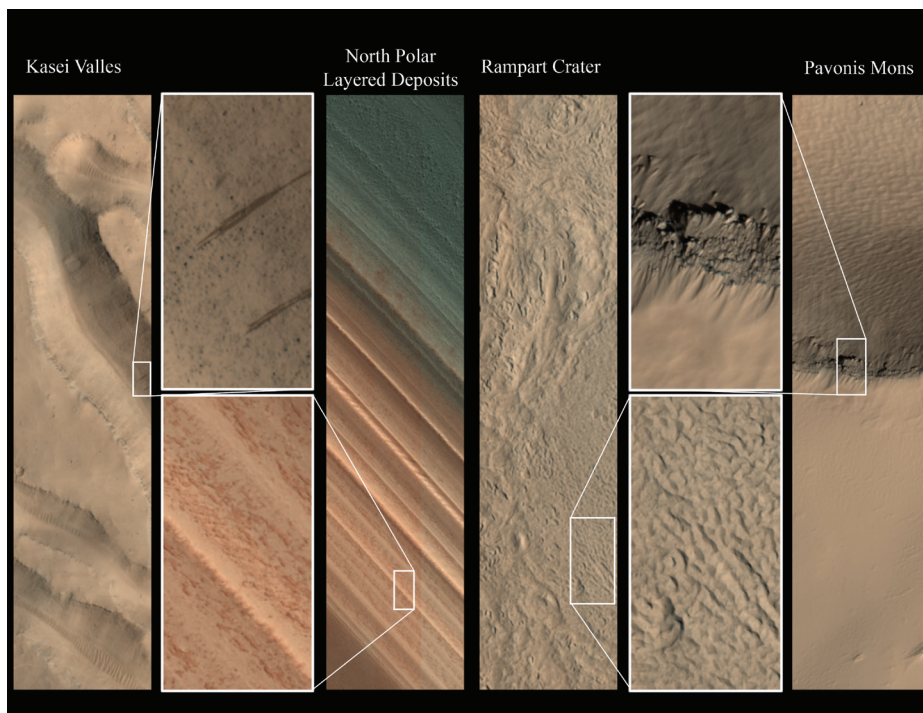 Kasei Valles
North Polar
Layered Deposits
Rampart Crater
Pavonis Mons